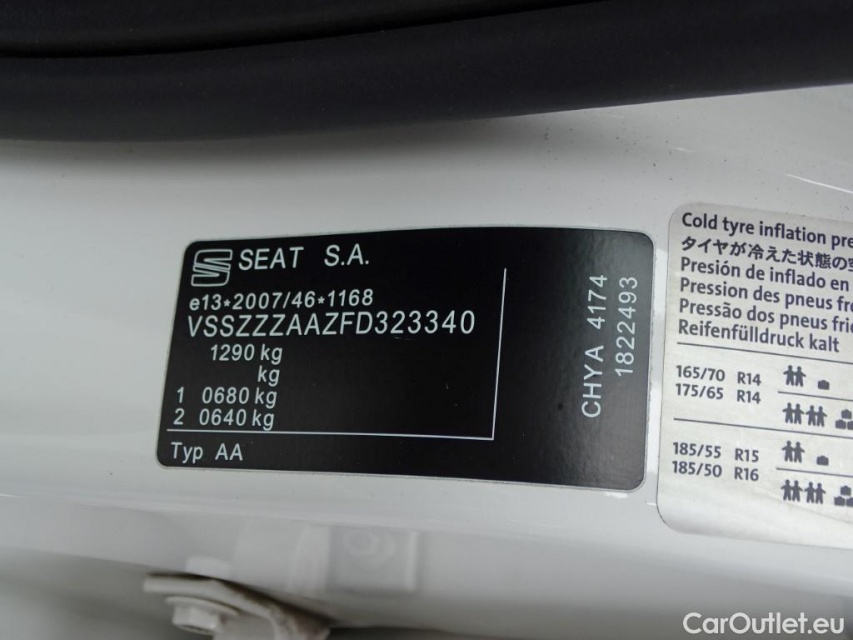 SEAT S.A.
e13*2007/46*1168
VSSZZZAAZFD323340
1290 kg
kg
1 0680 kg
2 0640 kg
Typ AA
CHYA 4174
1822493
Cold tyre inflation
タイヤが冷えた状態の
Presión de inflado en
Pression des pneus
Pressão dos pneus
Reifenfülldruck kalt
165/70 R14
175/65 R14
185/55 R15
185/50 R16
CarOutlet.eu